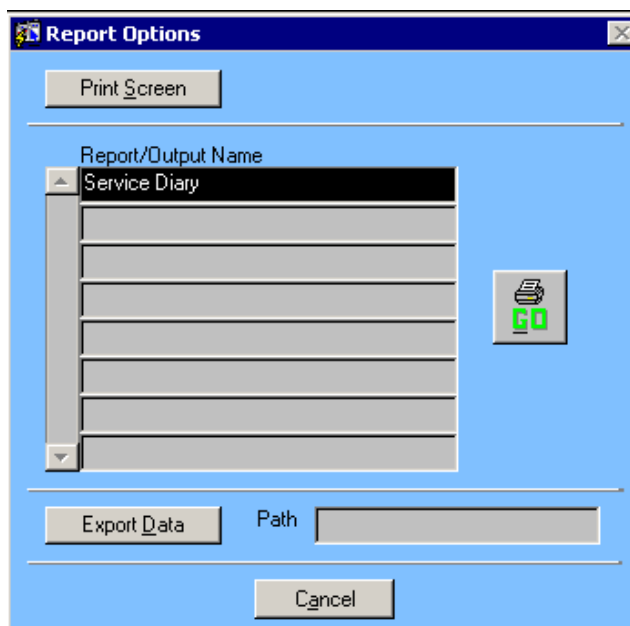 Report Options
Print Screen
Report/Output Name
Service Diary
GO
Export Data
Path
Cancel